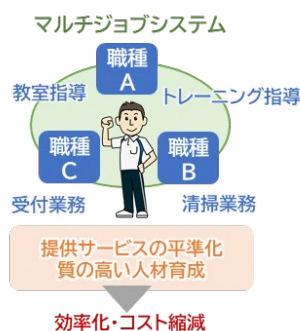 マルチジョブシステム
職種
A
教室指導
トレーニング指導
職種
C
職種
B
受付業務
清掃業務
提供サービスの平準化
質の高い人材育成
効率化・コスト縮減